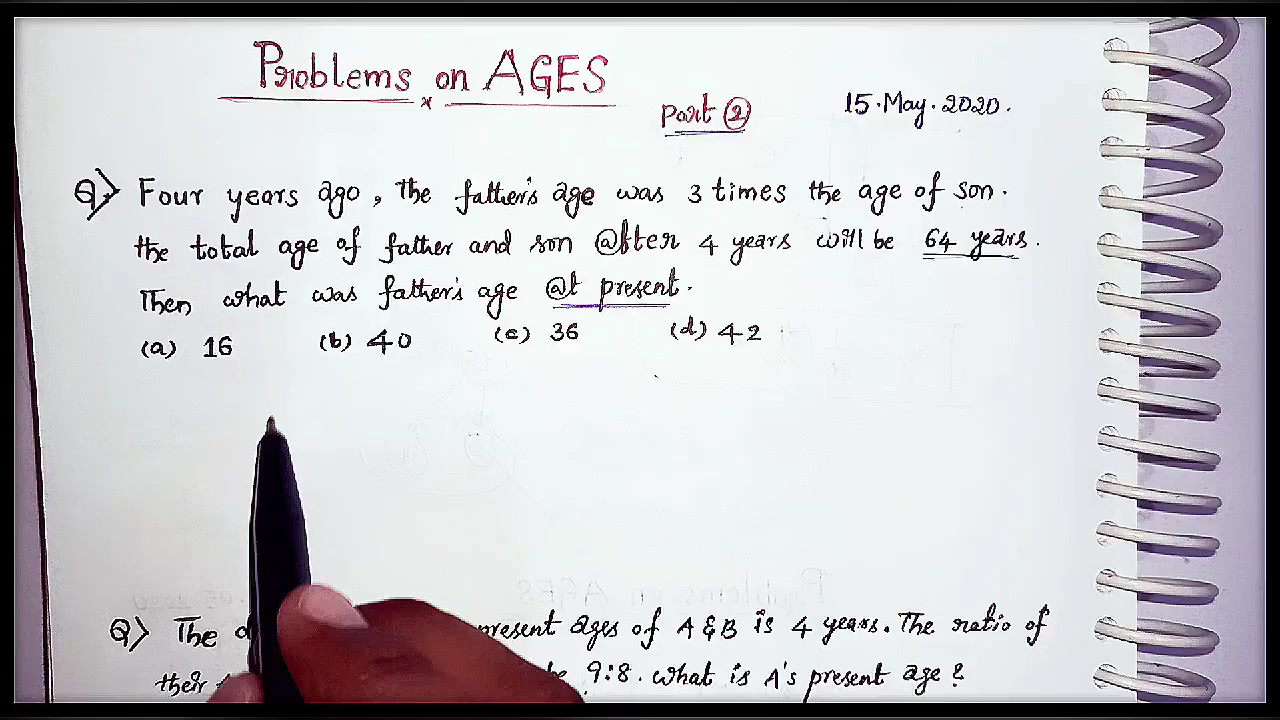 Problems on AGES
Part ②
15.May.2020.
Q> Four years ago, the father's age was 3 times the age of son.
the total age of father and son @fter 4 years will be 64 years.
Then what was father's age @t present.
(a) 16 (b) 40 (c) 36 (d) 42
Q> The present ages of A & B is 4 years. The ratio of
their 9:8. what is A's present age?